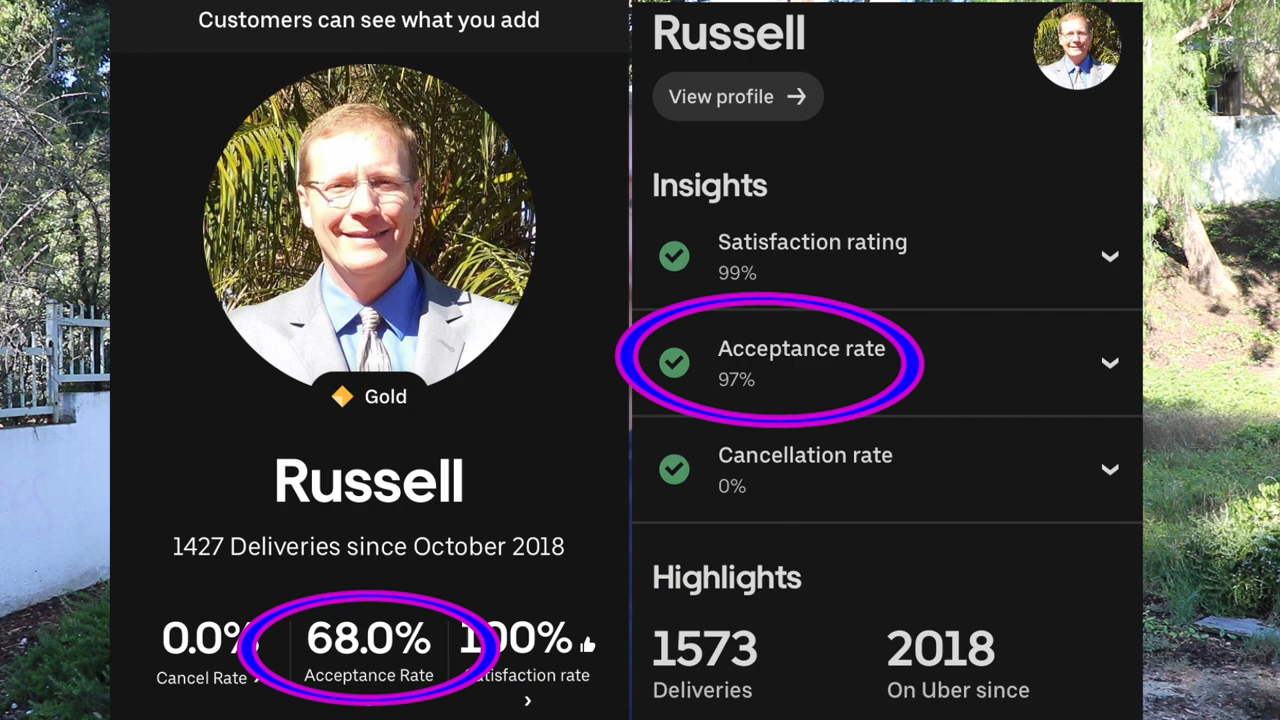 Customers can see what you add
Gold
Russell
1427 Deliveries since October 2018
0.0% 68.0% 100%
Cancel Rate Acceptance Rate Satisfaction rate
Russell
View profile
Insights
Satisfaction rating
99%
Acceptance rate
97%
Cancellation rate
0%
Highlights
1573 2018
Deliveries On Uber since